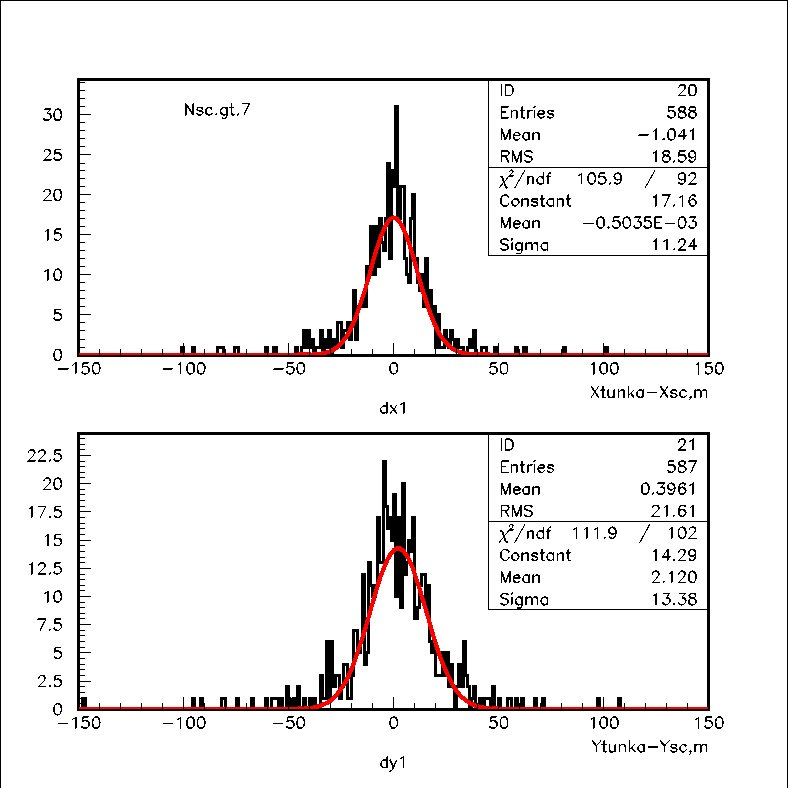 Nsc.gt.7
ID 20
Entries 588
Mean −1.041
RMS 18.59
χ²/ndf 105.9 / 92
Constant 17.16
Mean −0.5035E−03
Sigma 11.24
30
25
20
15
10
5
0
−150 −100 −50 0 50 100 150
Xtunka−Xsc,m
dx1
ID 21
Entries 587
Mean 0.3961
RMS 21.61
χ²/ndf 111.9 / 102
Constant 14.29
Mean 2.120
Sigma 13.38
22.5
20
17.5
15
12.5
10
7.5
5
2.5
0
−150 −100 −50 0 50 100 150
Ytunka−Ysc,m
dy1